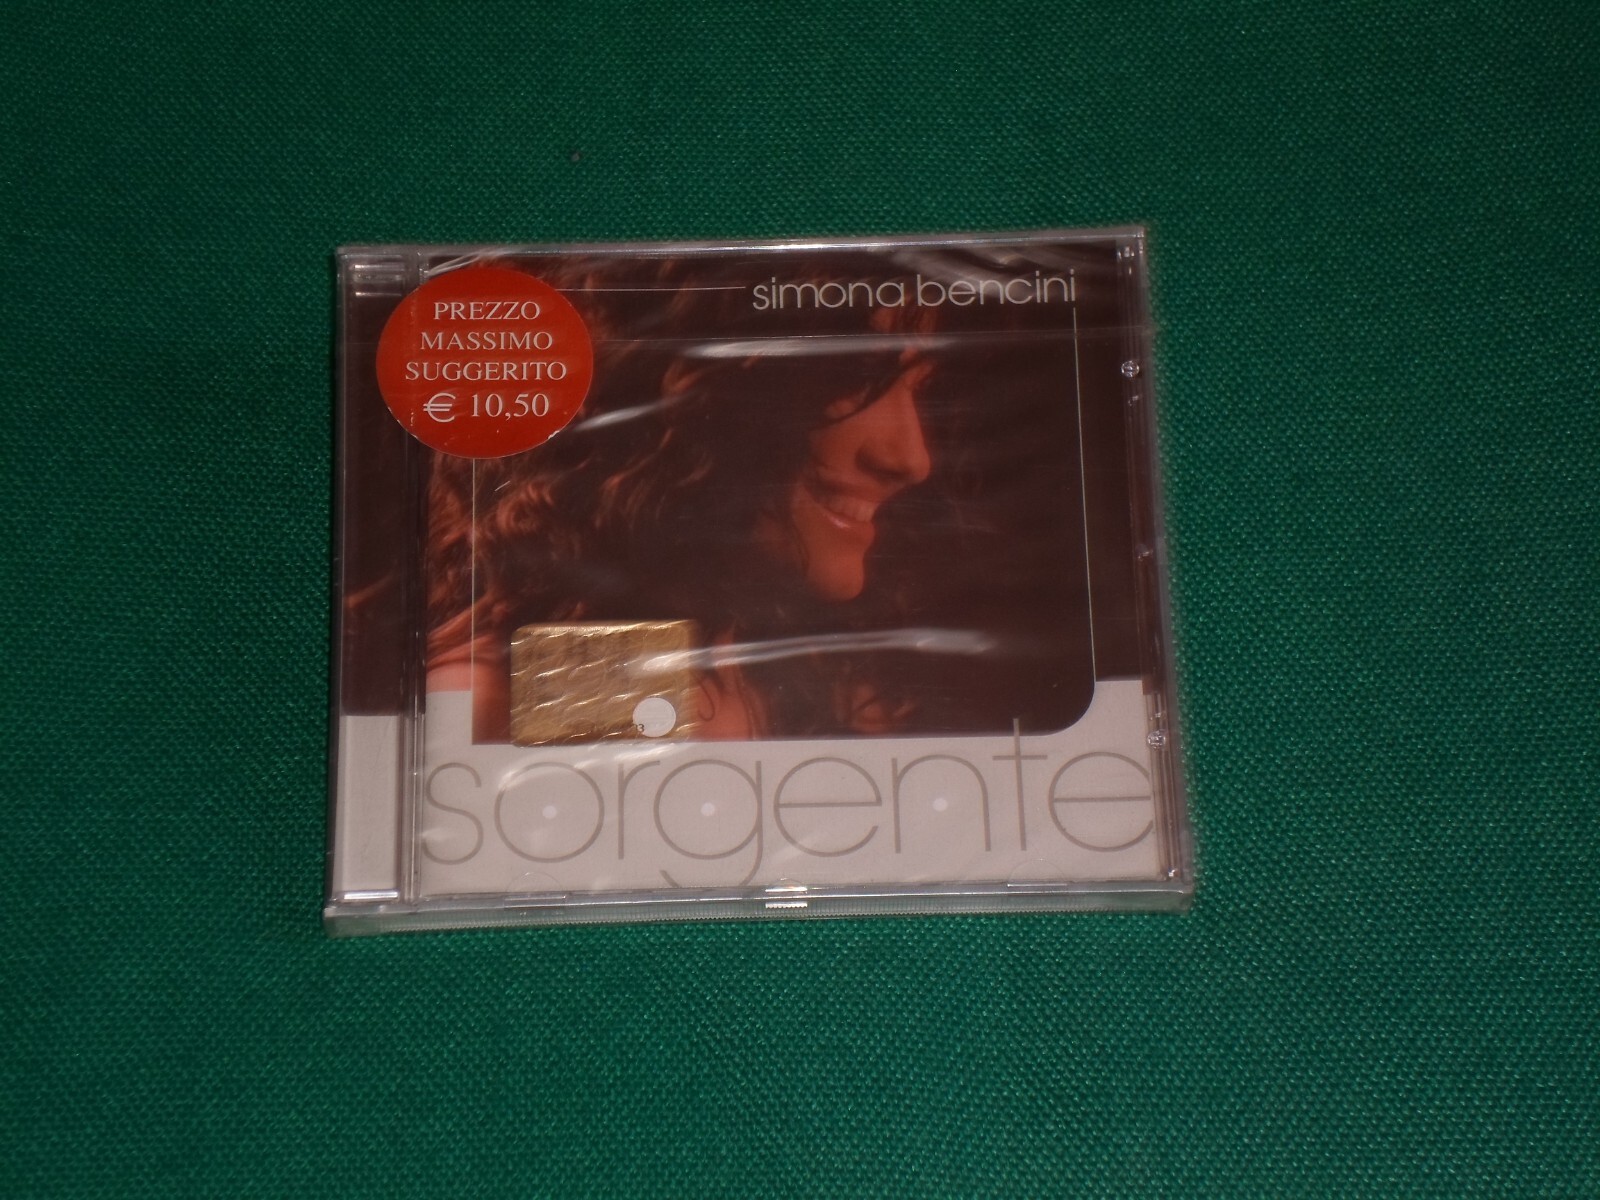 simona bencini
PREZZO
MASSIMO
SUGGERITO
€ 10,50
sorgente